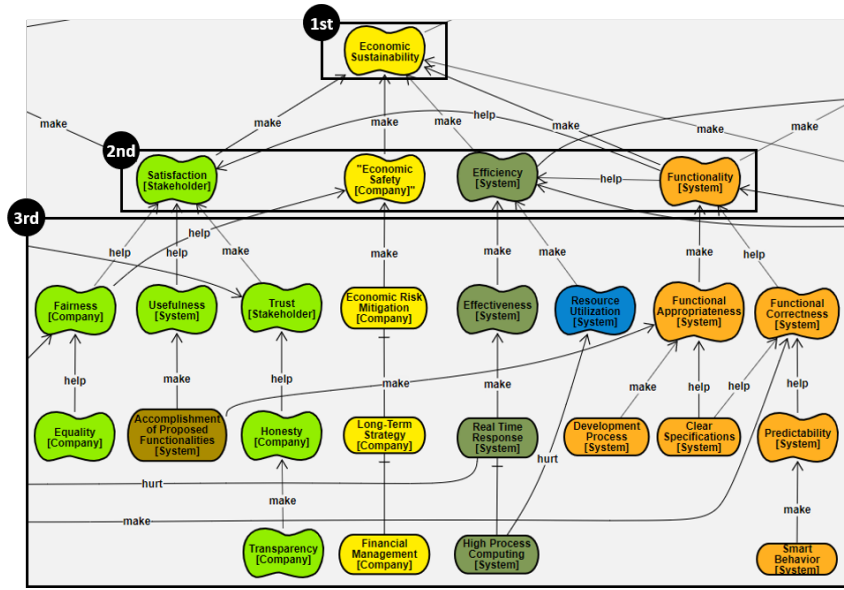 1st
Economic
Sustainability
make
make
make
help
make
make
make
make
2nd
Satisfaction
[Stakeholder]
"Economic
Safety
[Company]"
Efficiency
[System]
help
Functionality
[System]
3rd
help
help
make
help
make
make
make
make
help
Fairness
[Company]
Usefulness
[System]
Trust
[Stakeholder]
Economic Risk
Mitigation
[Company]
Effectiveness
[System]
Resource
Utilization
[System]
Functional
Appropriateness
[System]
Functional
Correctness
[System]
help
make
help
make
make
make
help
help
help
Equality
[Company]
Accomplishment
of Proposed
Functionalities
[System]
Honesty
[Company]
Long-Term
Strategy
[Company]
Real Time
Response
[System]
Development
Process
[System]
Clear
Specifications
[System]
Predictability
[System]
hurt
hurt
make
make
make
Transparency
[Company]
Financial
Management
[Company]
High Process
Computing
[System]
Smart
Behavior
[System]